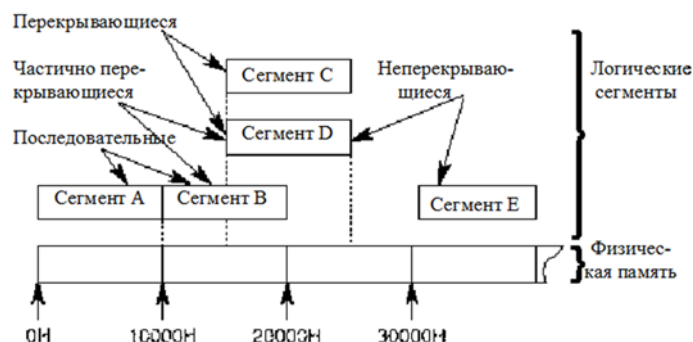 Перекрывающиеся
Сегмент C
Частично пере-
крывающиеся
Неперекрываю-
щиеся
Логические
сегменты
Сегмент D
Последовательные
Сегмент A
Сегмент B
Сегмент E
Физичес-
кая память
0H
10000H
20000H
30000H